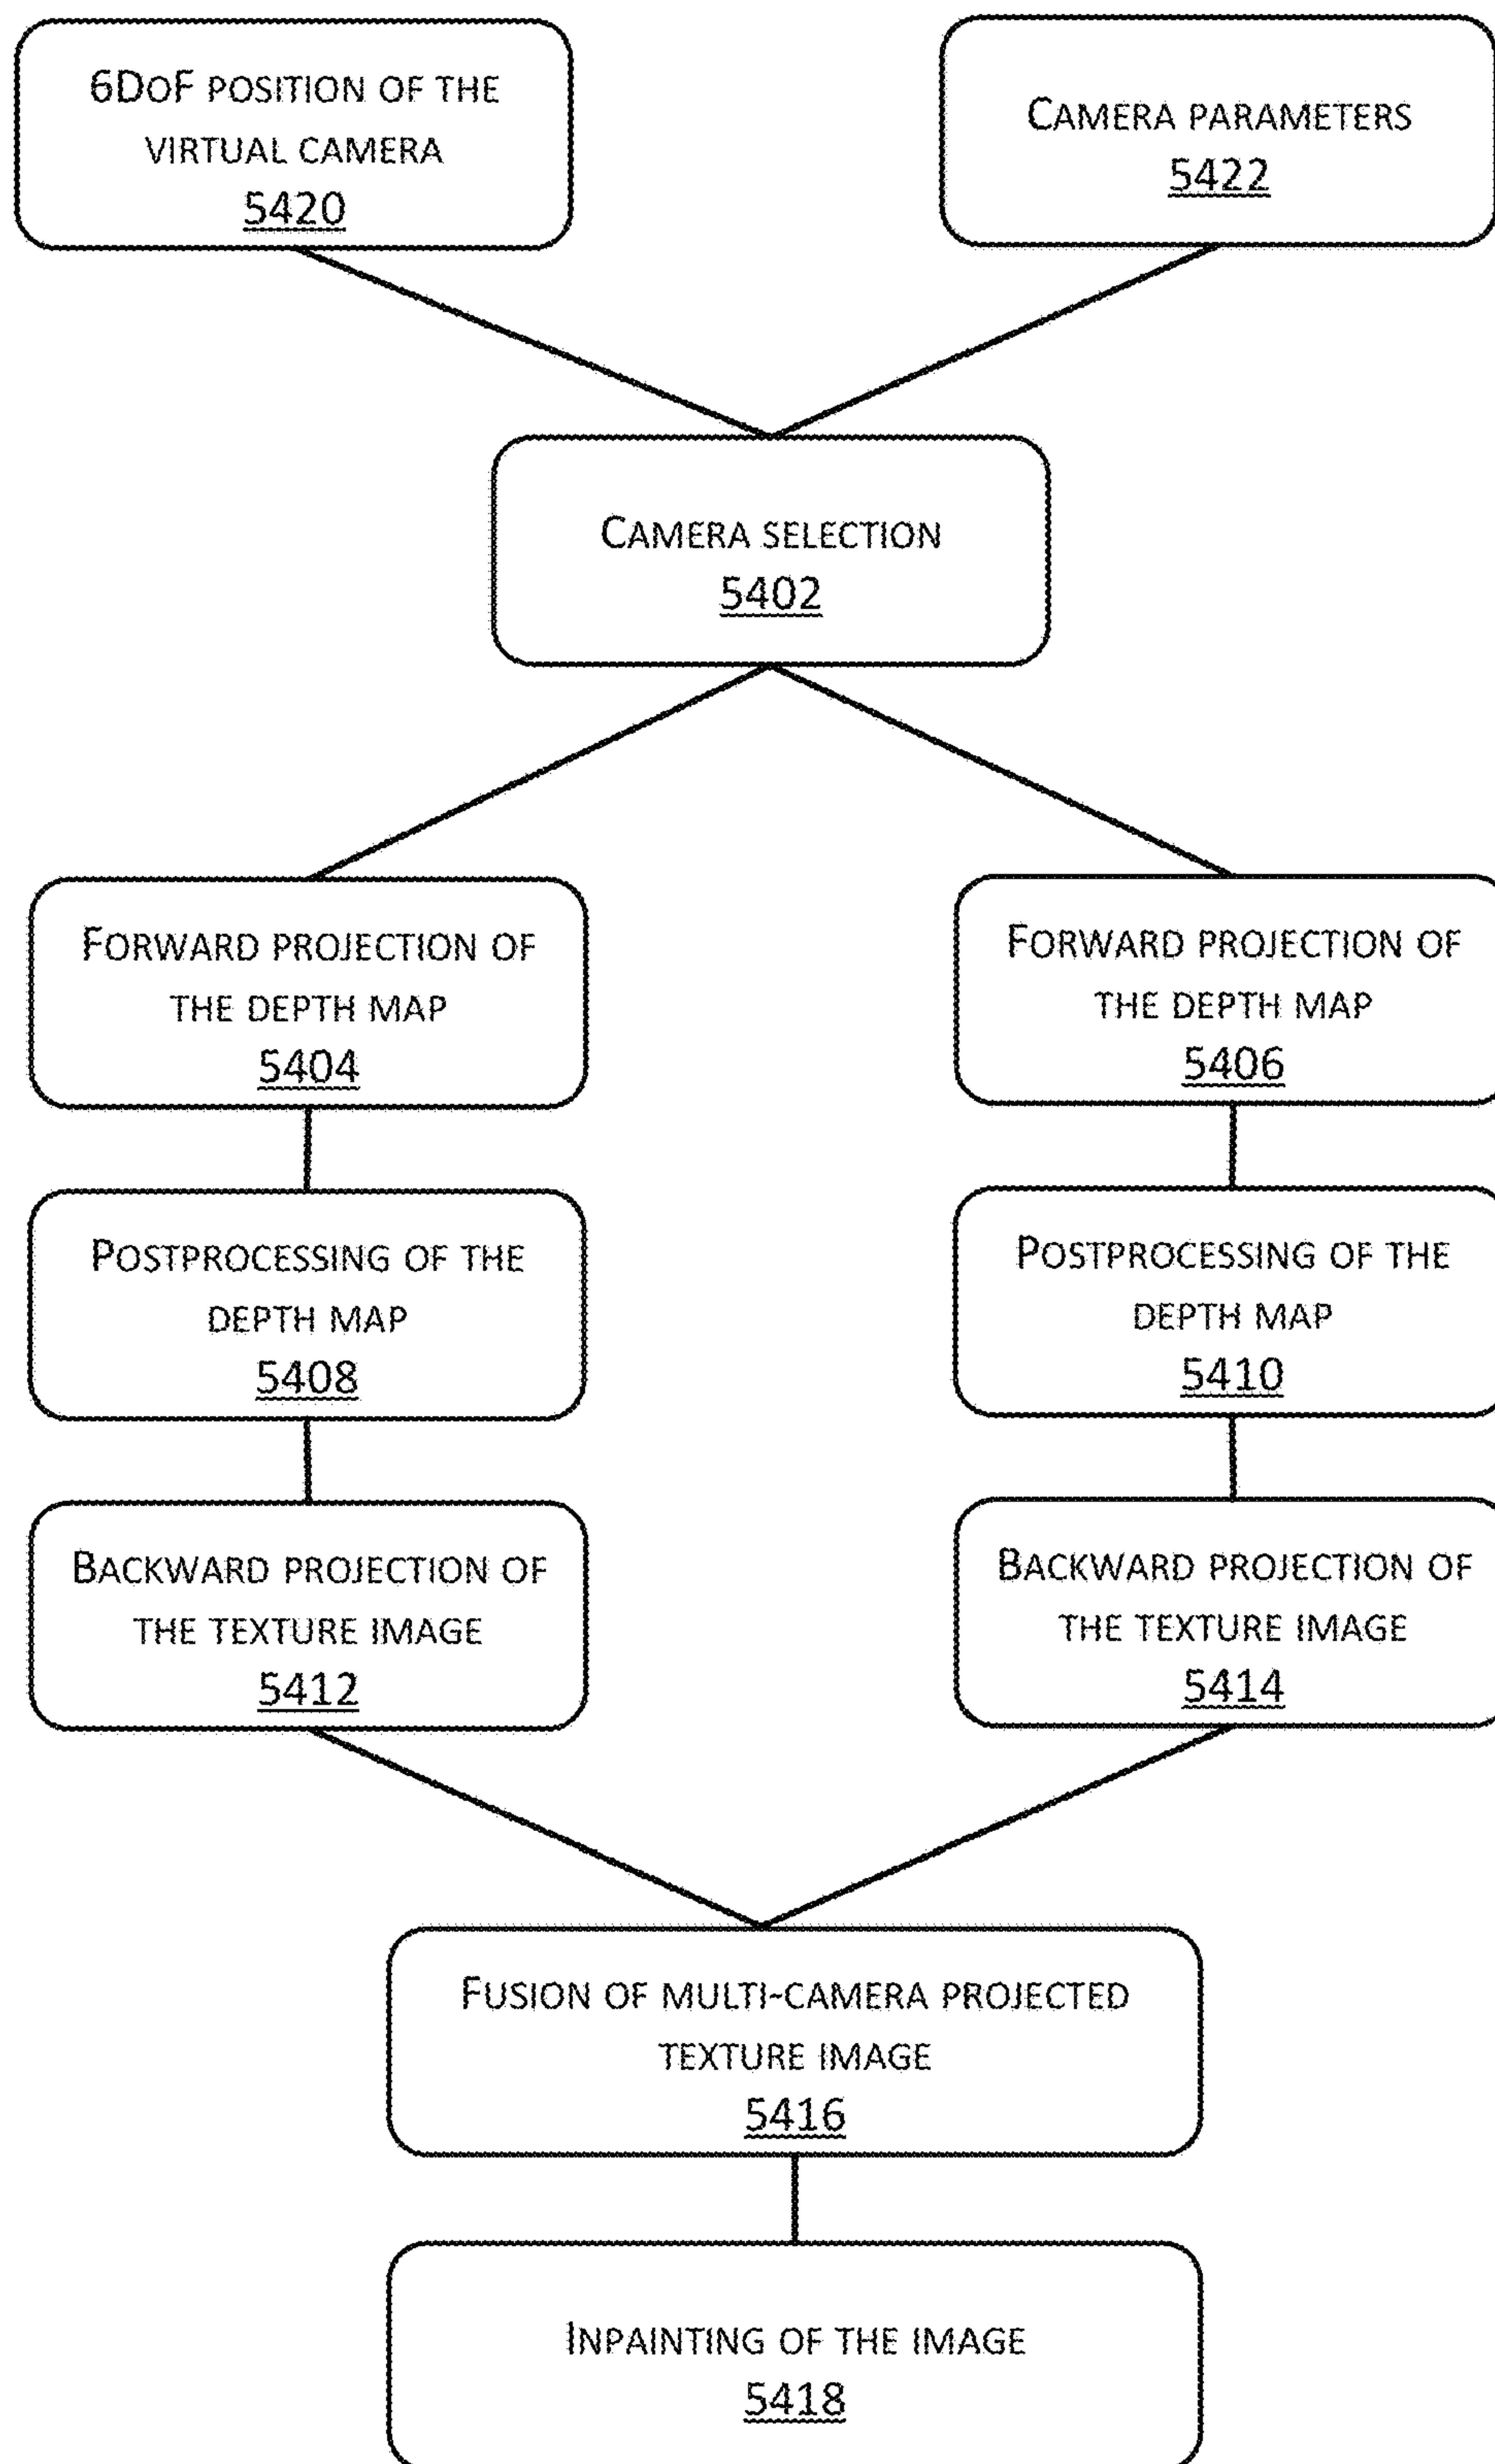 6DoF POSITION OF THE
VIRTUAL CAMERA
5420
CAMERA PARAMETERS
5422
CAMERA SELECTION
5402
FORWARD PROJECTION OF
THE DEPTH MAP
5404
FORWARD PROJECTION OF
THE DEPTH MAP
5406
POSTPROCESSING OF THE
DEPTH MAP
5408
POSTPROCESSING OF THE
DEPTH MAP
5410
BACKWARD PROJECTION OF
THE TEXTURE IMAGE
5412
BACKWARD PROJECTION OF
THE TEXTURE IMAGE
5414
FUSION OF MULTI-CAMERA PROJECTED
TEXTURE IMAGE
5416
INPAINTING OF THE IMAGE
5418